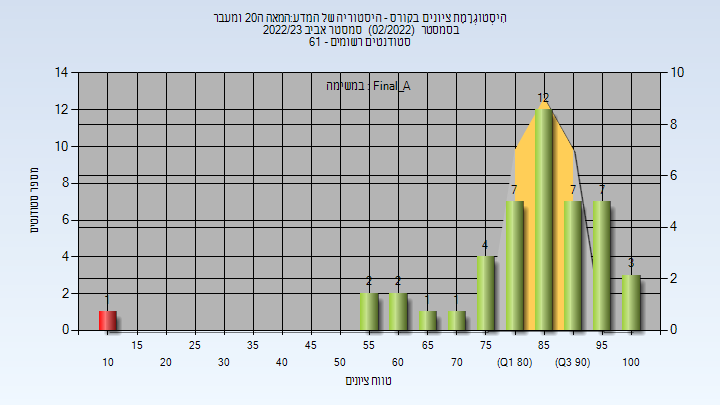 היסטוגרמת ציונים בקורס - היסטוריה של המדע:המאה ה20 ומעבר
בסמסטר (02/2022) סמסטר אביב 2022/23
סטודנטים רשומים - 61
במשימה : Final_A
14 12 10 8 6 4 2 0
10 8 6 4 2 0
מספר סטודנטים
1 2 2 1 1 4 7 12 7 7 3
15 25 35 45 55 65 75 85 95
10 20 30 40 50 60 70 (Q1 80) (Q3 90) 100
טווח ציונים